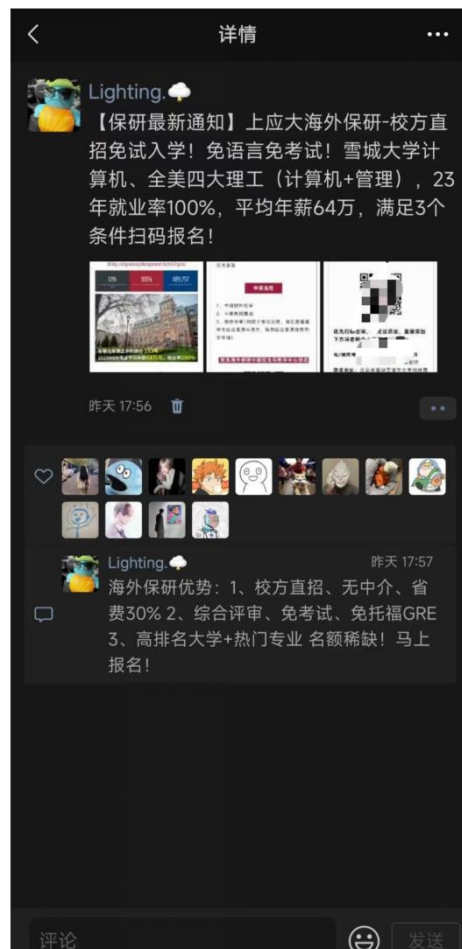 详情
Lighting.
【保研最新通知】上应大海外保研-校方直
招免试入学！免语言免考试！雪城大学计
算机、全美四大理工（计算机+管理），23
年就业率100%，平均年薪64万，满足3个
条件扫码报名！
申请流程
昨天 17:56
Lighting.
昨天 17:57
海外保研优势：1、校方直招、无中介、省
费30% 2、综合评审、免考试、免托福GRE
3、高排名大学+热门专业 名额稀缺！马上
报名！
评论
发送